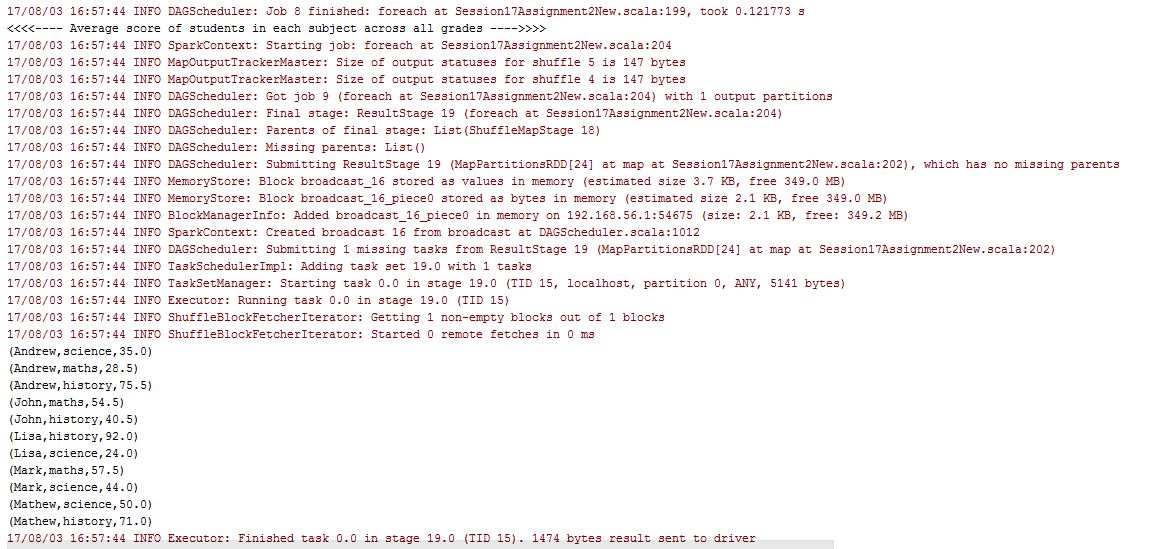 17/08/03 16:57:44 INFO DAGScheduler: Job 8 finished: foreach at Session17Assignment2New.scala:199, took 0.121773 s
<<<<---- Average score of students in each subject across all grades ---->>>>
17/08/03 16:57:44 INFO SparkContext: Starting job: foreach at Session17Assignment2New.scala:204
17/08/03 16:57:44 INFO MapOutputTrackerMaster: Size of output statuses for shuffle 5 is 147 bytes
17/08/03 16:57:44 INFO MapOutputTrackerMaster: Size of output statuses for shuffle 4 is 147 bytes
17/08/03 16:57:44 INFO DAGScheduler: Got job 9 (foreach at Session17Assignment2New.scala:204) with 1 output partitions
17/08/03 16:57:44 INFO DAGScheduler: Final stage: ResultStage 19 (foreach at Session17Assignment2New.scala:204)
17/08/03 16:57:44 INFO DAGScheduler: Parents of final stage: List(ShuffleMapStage 18)
17/08/03 16:57:44 INFO DAGScheduler: Missing parents: List()
17/08/03 16:57:44 INFO DAGScheduler: Submitting ResultStage 19 (MapPartitionsRDD[24] at map at Session17Assignment2New.scala:202), which has no missing parents
17/08/03 16:57:44 INFO MemoryStore: Block broadcast_16 stored as values in memory (estimated size 3.7 KB, free 349.0 MB)
17/08/03 16:57:44 INFO MemoryStore: Block broadcast_16_piece0 stored as bytes in memory (estimated size 2.1 KB, free 349.0 MB)
17/08/03 16:57:44 INFO BlockManagerInfo: Added broadcast_16_piece0 in memory on 192.168.56.1:54675 (size: 2.1 KB, free: 349.2 MB)
17/08/03 16:57:44 INFO SparkContext: Created broadcast 16 from broadcast at DAGScheduler.scala:1012
17/08/03 16:57:44 INFO DAGScheduler: Submitting 1 missing tasks from ResultStage 19 (MapPartitionsRDD[24] at map at Session17Assignment2New.scala:202)
17/08/03 16:57:44 INFO TaskSchedulerImpl: Adding task set 19.0 with 1 tasks
17/08/03 16:57:44 INFO TaskSetManager: Starting task 0.0 in stage 19.0 (TID 15, localhost, partition 0, ANY, 5141 bytes)
17/08/03 16:57:44 INFO Executor: Running task 0.0 in stage 19.0 (TID 15)
17/08/03 16:57:44 INFO ShuffleBlockFetcherIterator: Getting 1 non-empty blocks out of 1 blocks
17/08/03 16:57:44 INFO ShuffleBlockFetcherIterator: Started 0 remote fetches in 0 ms
(Andrew,science,35.0)
(Andrew,maths,28.5)
(Andrew,history,75.5)
(John,maths,54.5)
(John,history,40.5)
(Lisa,history,92.0)
(Lisa,science,24.0)
(Mark,maths,57.5)
(Mark,science,44.0)
(Mathew,science,50.0)
(Mathew,history,71.0)
17/08/03 16:57:44 INFO Executor: Finished task 0.0 in stage 19.0 (TID 15). 1474 bytes result sent to driver